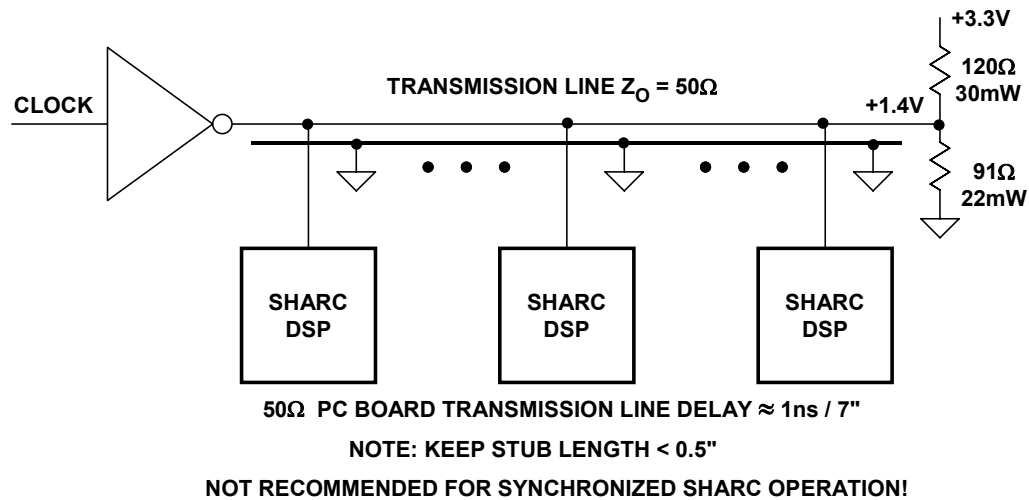 +3.3V
120Ω
30mW
TRANSMISSION LINE ZO = 50Ω
CLOCK
+1.4V
91Ω
22mW
SHARC
DSP
SHARC
DSP
SHARC
DSP
50Ω PC BOARD TRANSMISSION LINE DELAY ≈ 1ns / 7"
NOTE: KEEP STUB LENGTH < 0.5"
NOT RECOMMENDED FOR SYNCHRONIZED SHARC OPERATION!